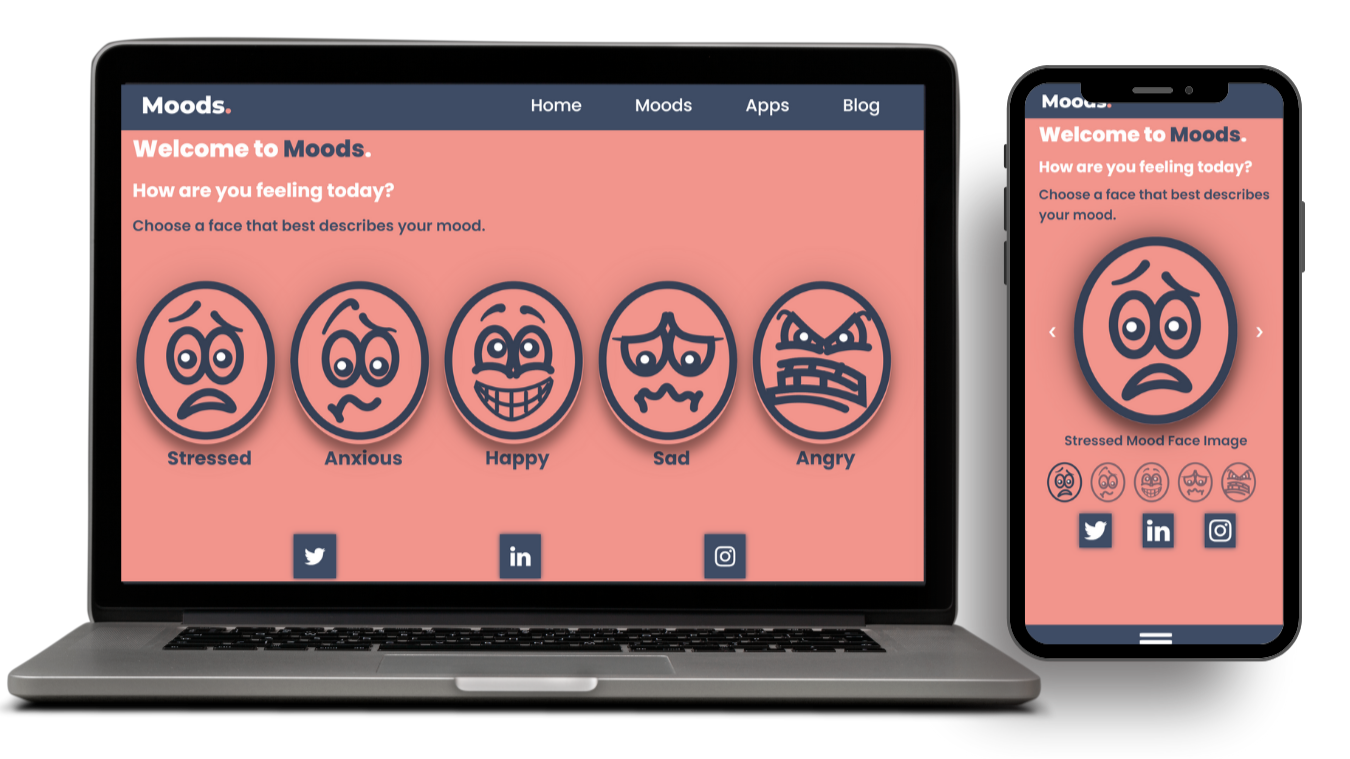 Moods.
Home Moods Apps Blog
Welcome to Moods.
How are you feeling today?
Choose a face that best describes your mood.
Stressed Anxious Happy Sad Angry
in
Moods.
Welcome to Moods.
How are you feeling today?
Choose a face that best describes
your mood.
Stressed Mood Face Image
in